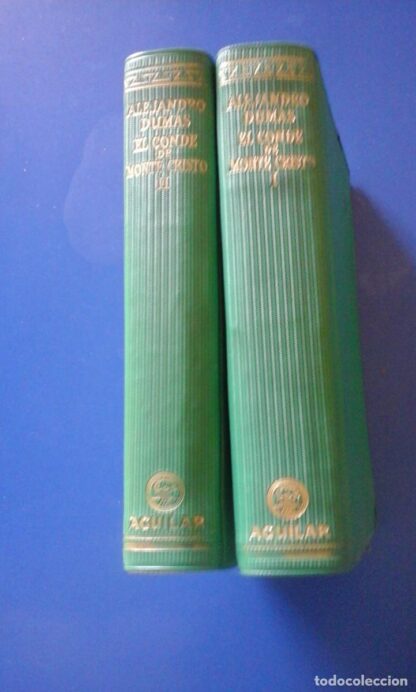 ALEJANDRO
DUMAS
EL CONDE
DE
MONTE CRISTO
II
AGUILAR
ALEJANDRO
DUMAS
EL CONDE
DE
MONTE CRISTO
I
AGUILAR
todocoleccion